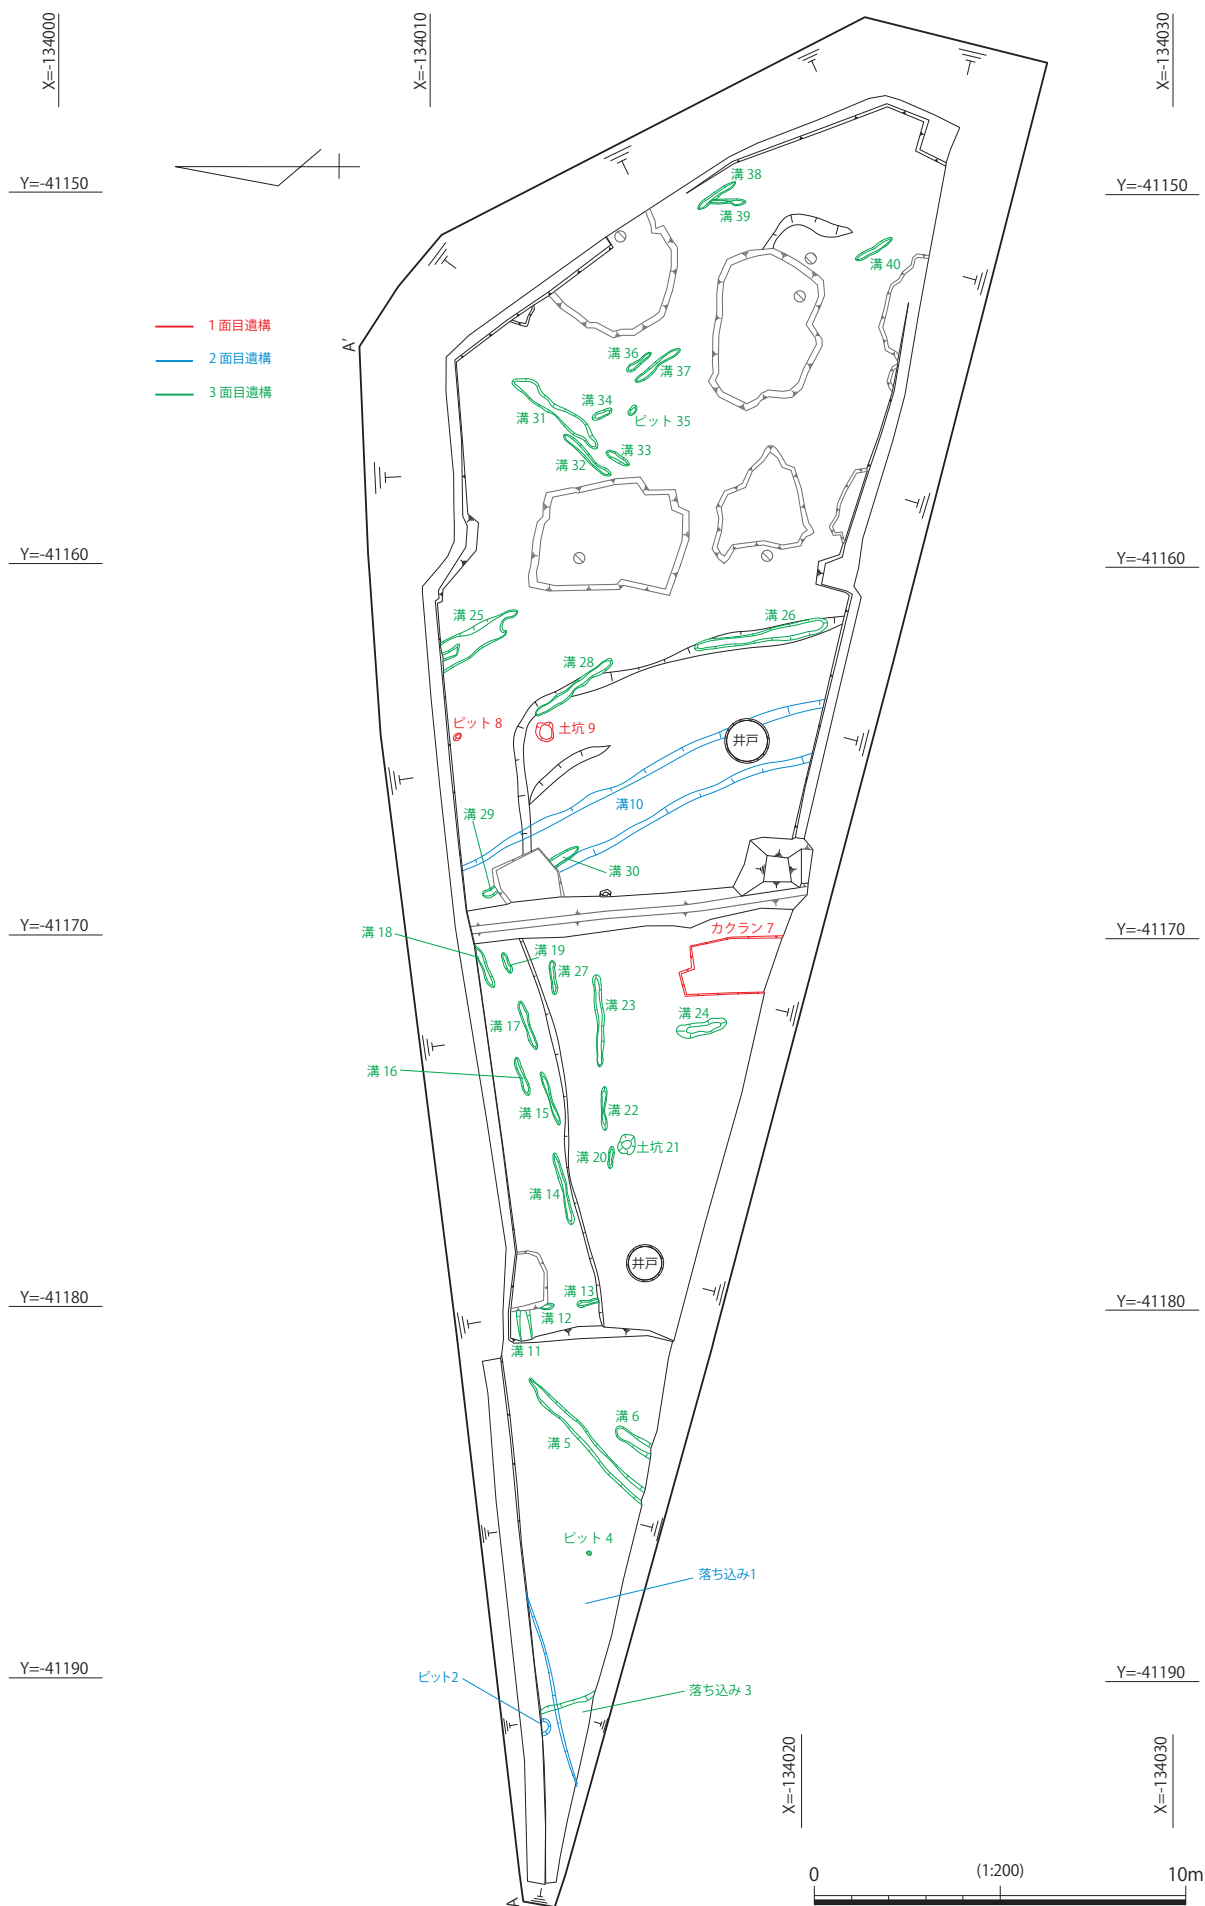 X=-134000
X=-134010
X=-134030
Y=-41150
Y=-41150
溝 38
溝 39
溝 40
1 面目遺構
2 面目遺構
3 面目遺構
A'
溝 36
溝 37
溝 34
溝 31
ピット 35
溝 33
溝 32
Y=-41160
Y=-41160
溝 25
溝 26
溝 28
ピット 8
土坑 9
井戸
溝10
溝 29
溝 30
Y=-41170
Y=-41170
カクラン 7
溝 18
溝 19
溝 27
溝 23
溝 24
溝 17
溝 16
溝 15
溝 22
土坑 21
溝 20
溝 14
井戸
Y=-41180
Y=-41180
溝 13
溝 12
溝 11
溝 6
溝 5
ピット 4
落ち込み1
Y=-41190
Y=-41190
ピット2
落ち込み 3
X=-134020
X=-134030
A
0
(1:200)
10m